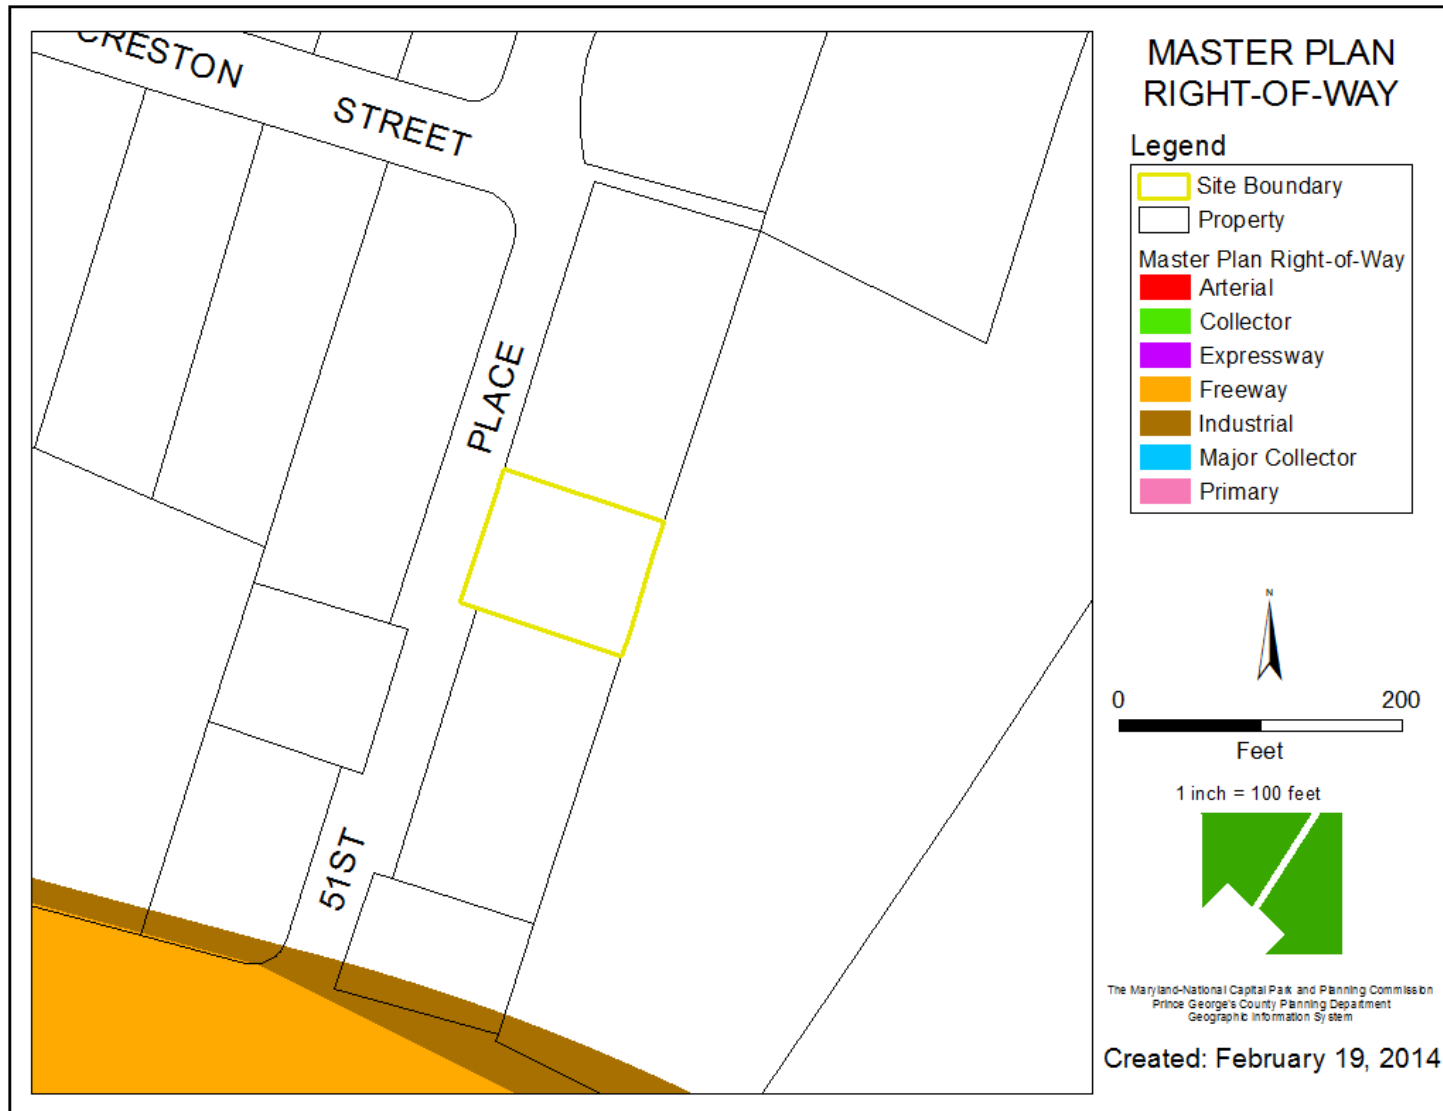 CRESTON
STREET
PLACE
51ST
MASTER PLAN
RIGHT-OF-WAY
Legend
Site Boundary
Property
Master Plan Right-of-Way
Arterial
Collector
Expressway
Freeway
Industrial
Major Collector
Primary
N
0 200
Feet
1 inch = 100 feet
The Maryland-National Capital Park and Planning Commission
Prince George's County Planning Department
Geographic Information System
Created: February 19, 2014